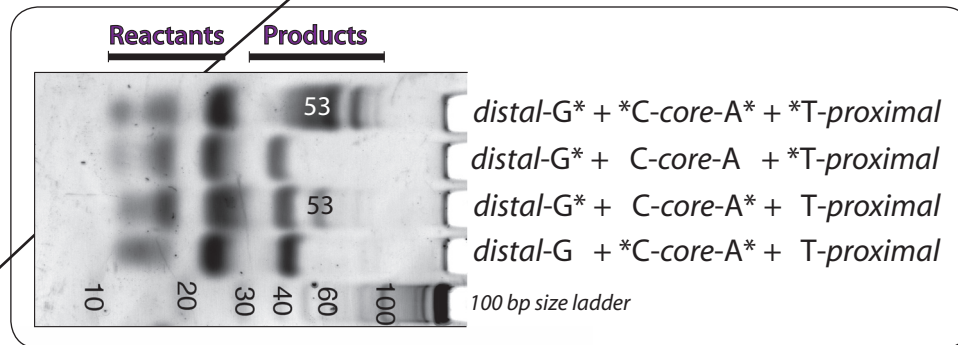 Reactants Products
53
distal-G* + *C-core-A* + *T-proximal
distal-G* + C-core-A + *T-proximal
53
distal-G* + C-core-A* + T-proximal
distal-G + *C-core-A* + T-proximal
10 20 30 40 60 100
100 bp size ladder